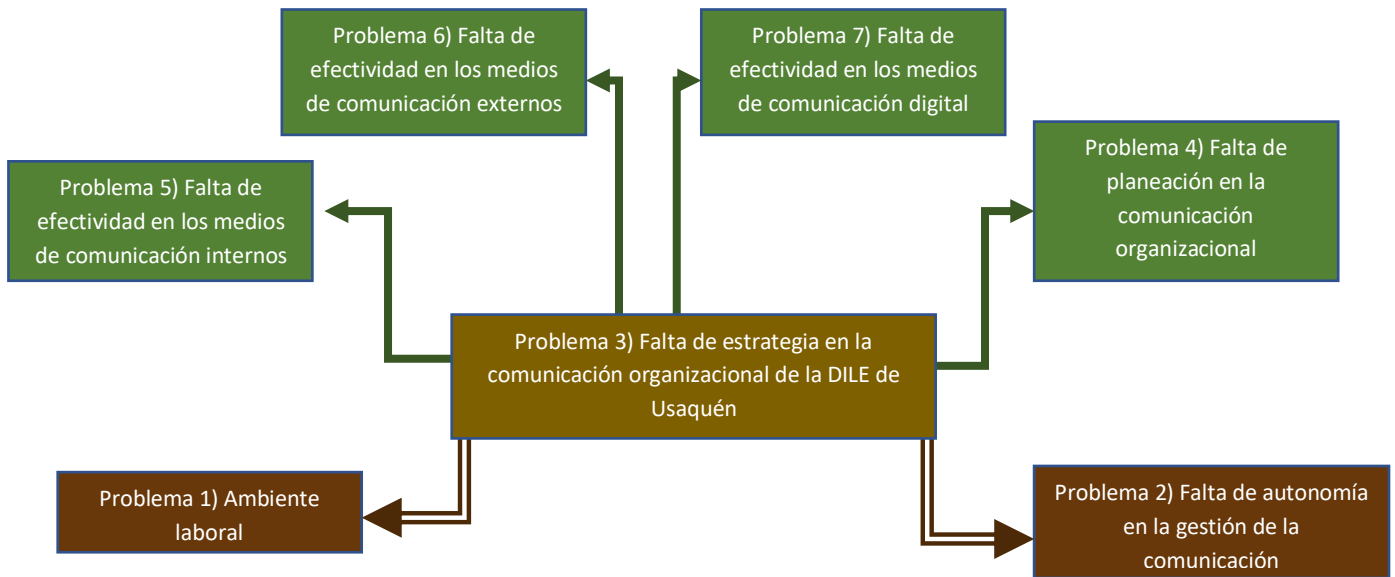 Problema 6) Falta de
efectividad en los medios
de comunicación externos
Problema 7) Falta de
efectividad en los medios
de comunicación digital
Problema 4) Falta de
planeación en la
comunicación
organizacional
Problema 5) Falta de
efectividad en los medios
de comunicación internos
Problema 3) Falta de estrategia en la
comunicación organizacional de la DILE de
Usaquén
Problema 1) Ambiente
laboral
Problema 2) Falta de autonomía
en la gestión de la
comunicación